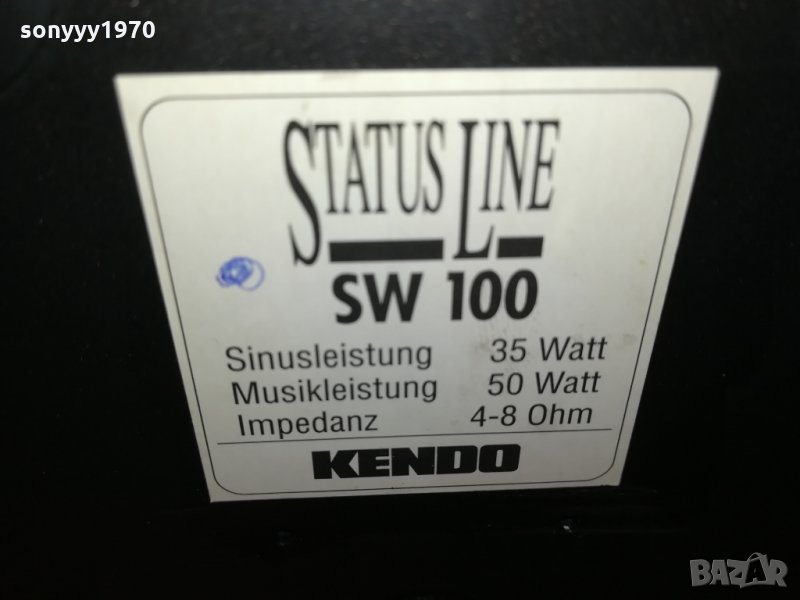 sonyyy1970
STATUS LINE
SW 100
Sinusleistung 35 Watt
Musikleistung 50 Watt
Impedanz 4-8 Ohm
KENDO
BAZAR